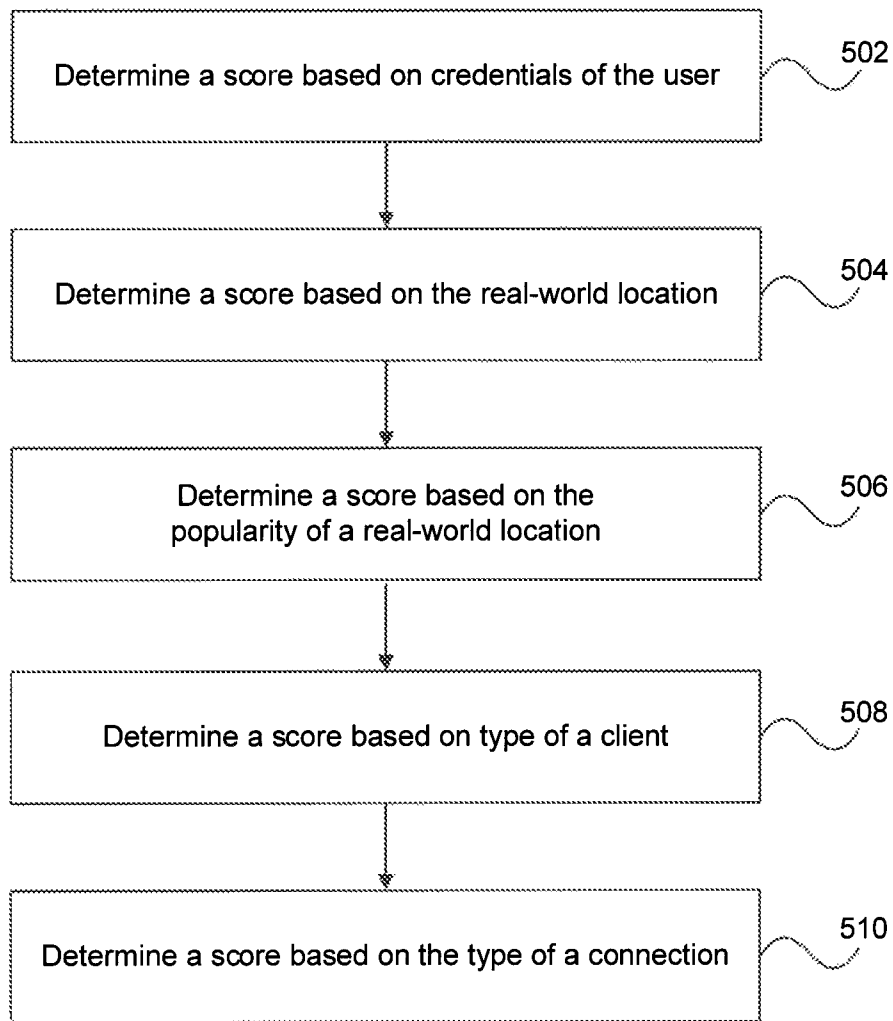 Determine a score based on credentials of the user
502
Determine a score based on the real-world location
504
Determine a score based on the
popularity of a real-world location
506
Determine a score based on type of a client
508
Determine a score based on the type of a connection
510